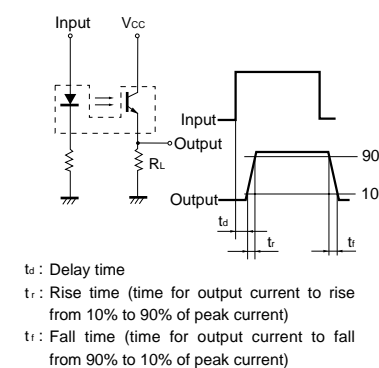 Input Vcc
Output
RL
Input
90
10
Output
td
tr tf
td : Delay time
tr : Rise time (time for output current to rise
from 10% to 90% of peak current)
tf : Fall time (time for output current to fall
from 90% to 10% of peak current)